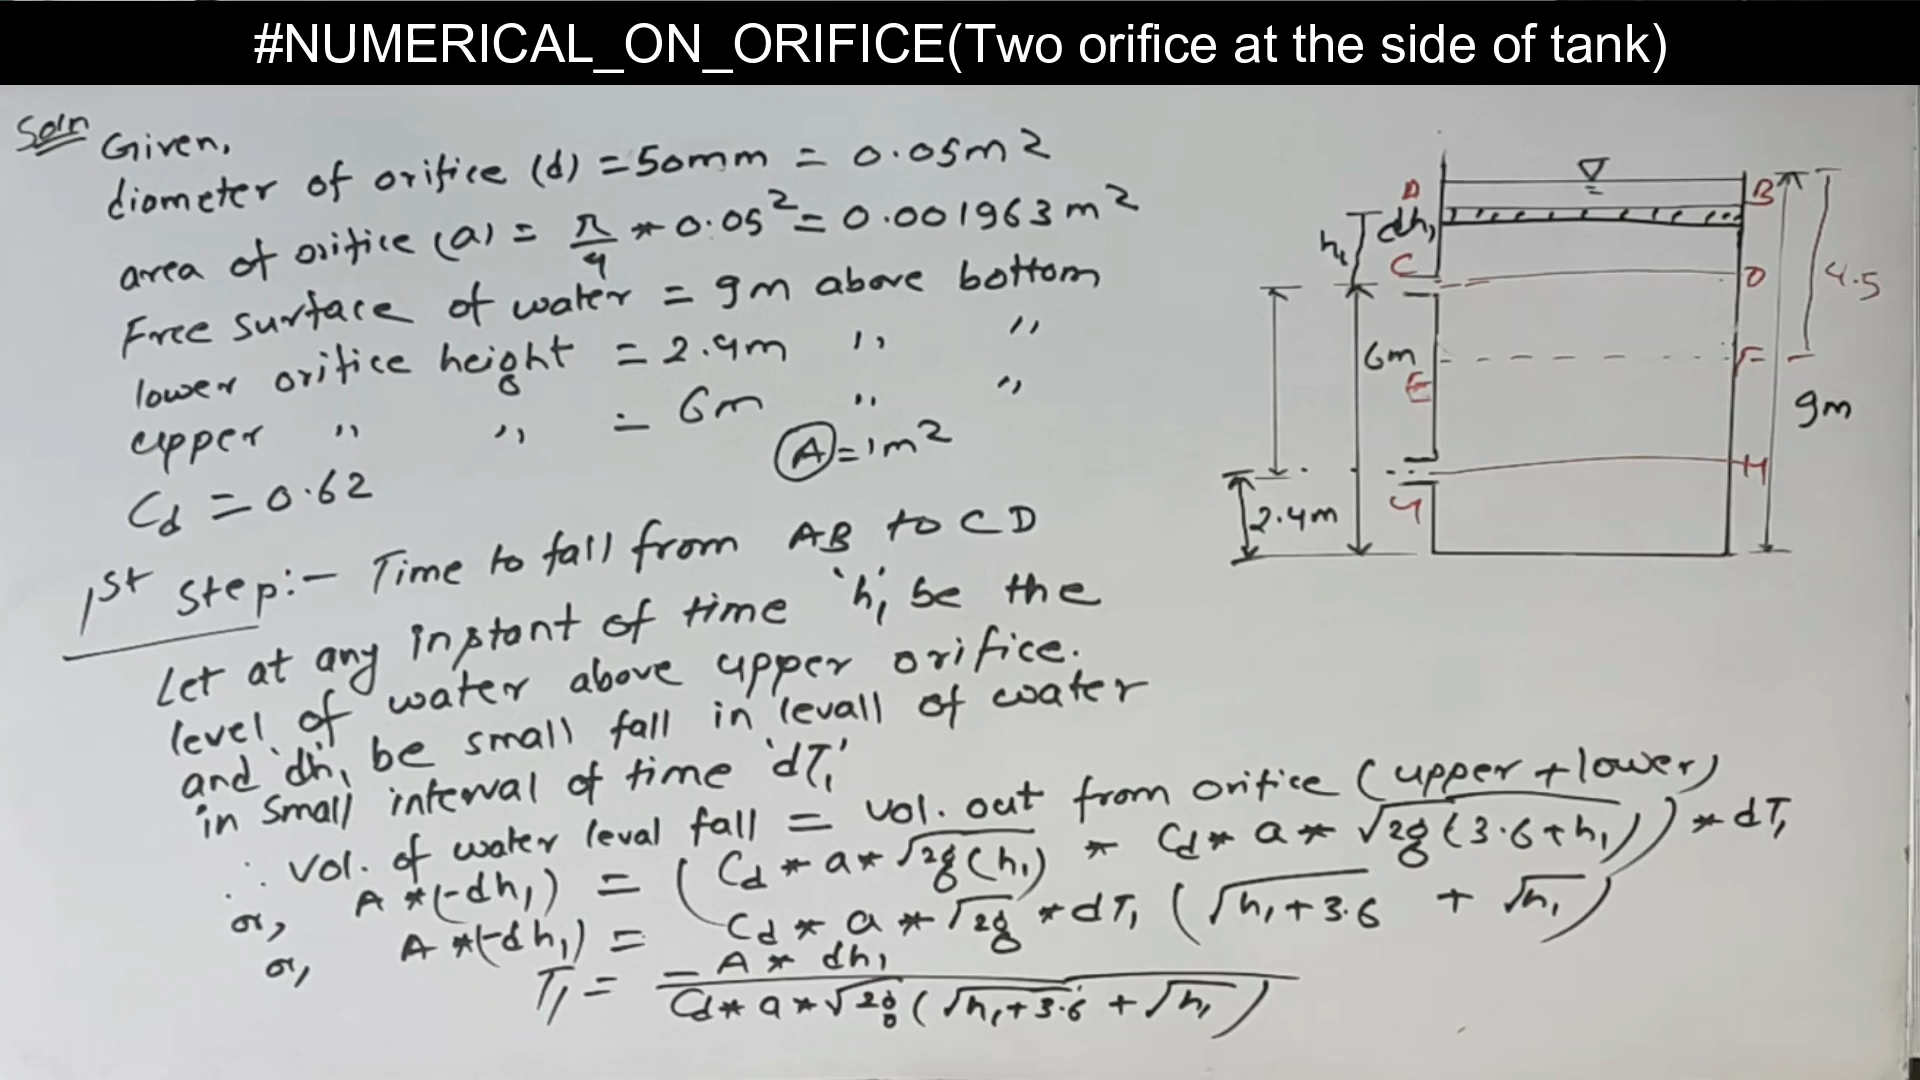 #NUMERICAL_ON_ORIFICE(Two orifice at the side of tank)
Soln Given,
diometer of orifice (d) = 50mm = 0.05m2
area of orifice (a) = π/4 * 0.05² = 0.001963 m²
Free surface of water = 9m above bottom
lower orifice height = 2.4m ,, ,,
upper ,, ,, = 6m ,, ,,
Cd = 0.62
A = 1m²
1st step:- Time to fall from AB to CD
Let at any instant of time 'h₁' be the
level of water above upper orifice.
and 'dh₁' be small fall in levall of water
in small interval of time 'dT₁'
∴ vol. of water leval fall = vol. out from orifice (upper + lower)
or, A *(-dh₁) = (Cd * a * √2g(h₁) * Cd * a * √2g(3.6+h₁)) * dT₁
or, A *(-dh₁) = Cd * a * √2g * dT₁ (√h₁+3.6 + √h₁)
T₁ = -A * dh₁ / Cd * a * √2g (√h₁+3.6 + √h₁)
D
B
dh₁
h₁
C
D
4.5
6m
E
F
9m
H
G
2.4m